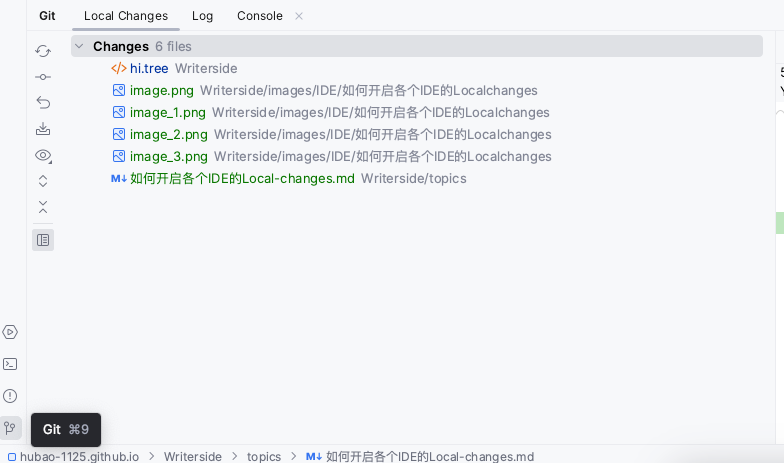 Git Local Changes Log Console
Changes 6 files
hi.tree Writerside
image.png Writerside/images/IDE/如何开启各个IDE的Localchanges
image_1.png Writerside/images/IDE/如何开启各个IDE的Localchanges
image_2.png Writerside/images/IDE/如何开启各个IDE的Localchanges
image_3.png Writerside/images/IDE/如何开启各个IDE的Localchanges
M↓ 如何开启各个IDE的Local-changes.md Writerside/topics
Git ⌘9
hubao-1125.github.io > Writerside > topics > M↓ 如何开启各个IDE的Local-changes.md